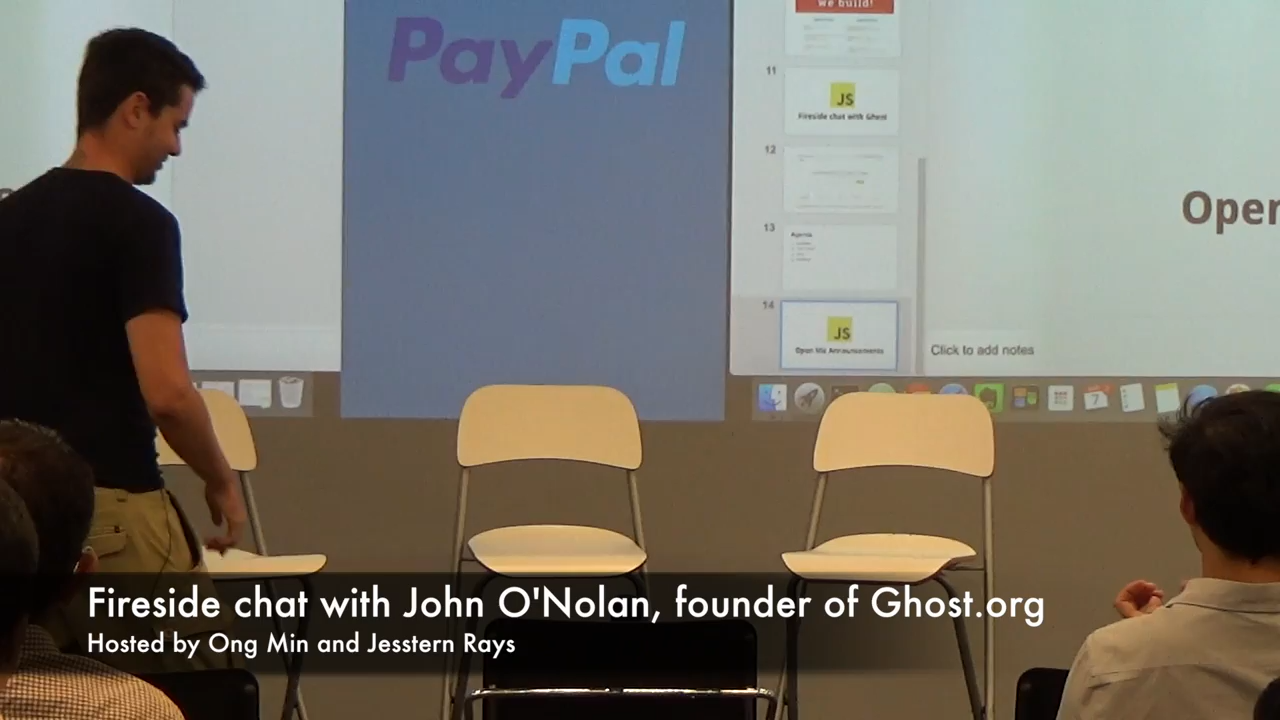 PayPal
we build!
11
JS
Fireside chat with Ghost
12
13
Agenda
14
JS
Open Mic Announcements
Click to add notes
7
Fireside chat with John O'Nolan, founder of Ghost.org
Hosted by Ong Min and Jesstern Rays